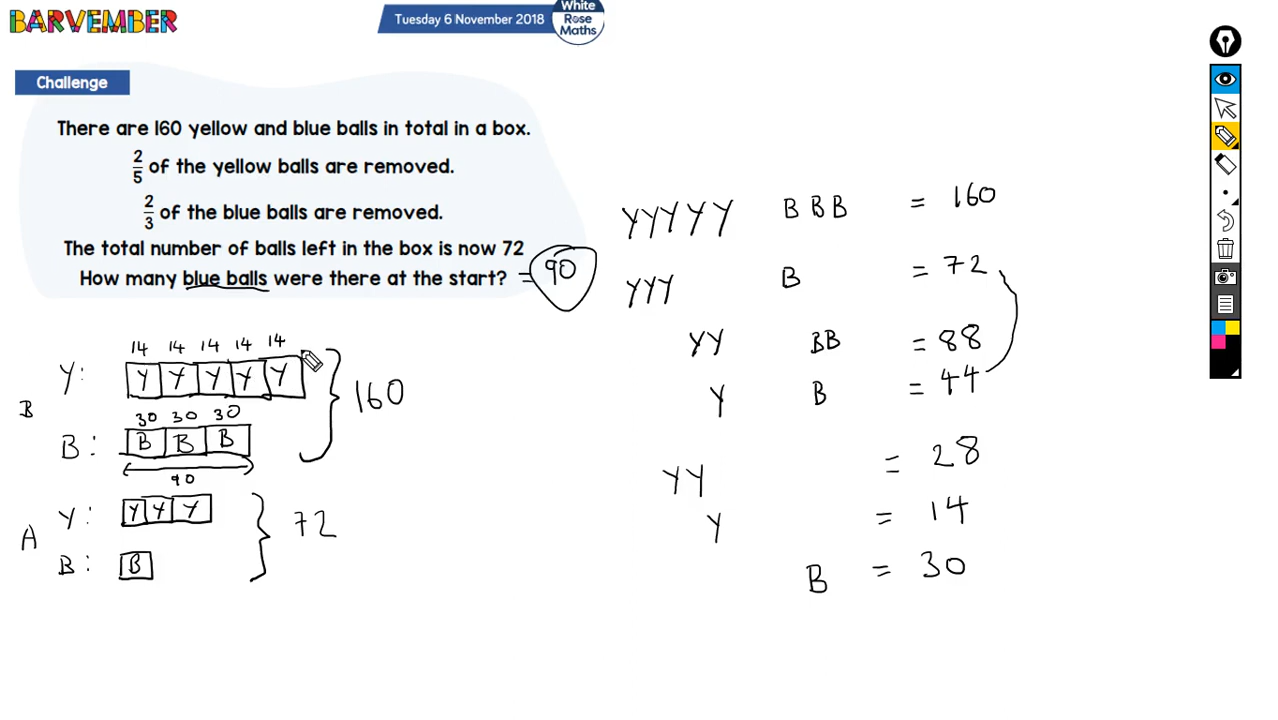 BARVEMBER
Tuesday 6 November 2018
White
Rose
Maths
Challenge
There are 160 yellow and blue balls in total in a box.
2/5 of the yellow balls are removed.
2/3 of the blue balls are removed.
The total number of balls left in the box is now 72
How many blue balls were there at the start? = 90
14 14 14 14 14
Y: Y Y Y Y Y
B
160
30 30 30
B: B B B
90
A
Y: Y Y Y
72
B: B
YYYYY BBB = 160
YYY B = 72
YY BB = 88
Y B = 44
YY = 28
Y = 14
B = 30